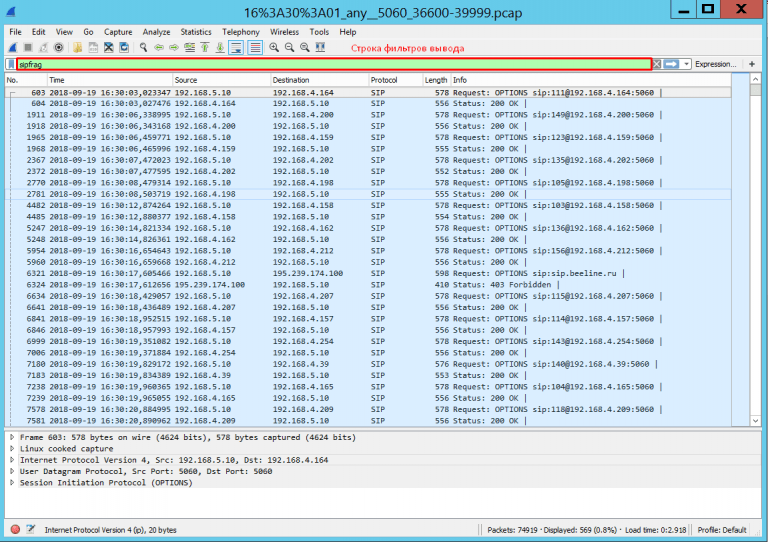 16%3A30%3A01_any__5060_36600-39999.pcap
File Edit View Go Capture Analyze Statistics Telephony Wireless Tools Help
Строка фильтров вывода
sipfrag Expression... +
No. Time Source Destination Protocol Length Info
603 2018-09-19 16:30:03,023347 192.168.5.10 192.168.4.164 SIP 578 Request: OPTIONS sip:111@192.168.4.164:5060 |
604 2018-09-19 16:30:03,027476 192.168.4.164 192.168.5.10 SIP 556 Status: 200 OK |
1911 2018-09-19 16:30:06,338995 192.168.5.10 192.168.4.200 SIP 578 Request: OPTIONS sip:149@192.168.4.200:5060 |
1918 2018-09-19 16:30:06,343168 192.168.4.200 192.168.5.10 SIP 556 Status: 200 OK |
1965 2018-09-19 16:30:06,459771 192.168.5.10 192.168.4.159 SIP 578 Request: OPTIONS sip:123@192.168.4.159:5060 |
1968 2018-09-19 16:30:06,465996 192.168.4.159 192.168.5.10 SIP 555 Status: 200 OK |
2367 2018-09-19 16:30:07,472023 192.168.5.10 192.168.4.202 SIP 578 Request: OPTIONS sip:135@192.168.4.202:5060 |
2372 2018-09-19 16:30:07,477595 192.168.4.202 192.168.5.10 SIP 552 Status: 200 OK |
2770 2018-09-19 16:30:08,479314 192.168.5.10 192.168.4.198 SIP 578 Request: OPTIONS sip:105@192.168.4.198:5060 |
2781 2018-09-19 16:30:08,503719 192.168.4.198 192.168.5.10 SIP 555 Status: 200 OK |
4482 2018-09-19 16:30:12,874264 192.168.5.10 192.168.4.158 SIP 578 Request: OPTIONS sip:103@192.168.4.158:5060 |
4485 2018-09-19 16:30:12,880377 192.168.4.158 192.168.5.10 SIP 554 Status: 200 OK |
5247 2018-09-19 16:30:14,821334 192.168.5.10 192.168.4.162 SIP 578 Request: OPTIONS sip:136@192.168.4.162:5060 |
5248 2018-09-19 16:30:14,826361 192.168.4.162 192.168.5.10 SIP 556 Status: 200 OK |
5954 2018-09-19 16:30:16,654643 192.168.5.10 192.168.4.212 SIP 578 Request: OPTIONS sip:156@192.168.4.212:5060 |
5960 2018-09-19 16:30:16,659668 192.168.4.212 192.168.5.10 SIP 556 Status: 200 OK |
6321 2018-09-19 16:30:17,605466 192.168.5.10 195.239.174.100 SIP 598 Request: OPTIONS sip:sip.beeline.ru |
6324 2018-09-19 16:30:17,612656 195.239.174.100 192.168.5.10 SIP 410 Status: 403 Forbidden |
6634 2018-09-19 16:30:18,429057 192.168.5.10 192.168.4.207 SIP 578 Request: OPTIONS sip:115@192.168.4.207:5060 |
6641 2018-09-19 16:30:18,436489 192.168.4.207 192.168.5.10 SIP 556 Status: 200 OK |
6841 2018-09-19 16:30:18,952515 192.168.5.10 192.168.4.157 SIP 578 Request: OPTIONS sip:114@192.168.4.157:5060 |
6846 2018-09-19 16:30:18,957993 192.168.4.157 192.168.5.10 SIP 556 Status: 200 OK |
6999 2018-09-19 16:30:19,351082 192.168.5.10 192.168.4.254 SIP 578 Request: OPTIONS sip:143@192.168.4.254:5060 |
7006 2018-09-19 16:30:19,371884 192.168.4.254 192.168.5.10 SIP 556 Status: 200 OK |
7180 2018-09-19 16:30:19,829172 192.168.5.10 192.168.4.39 SIP 576 Request: OPTIONS sip:140@192.168.4.39:5060 |
7183 2018-09-19 16:30:19,834389 192.168.4.39 192.168.5.10 SIP 553 Status: 200 OK |
7238 2018-09-19 16:30:19,960365 192.168.5.10 192.168.4.165 SIP 578 Request: OPTIONS sip:104@192.168.4.165:5060 |
7239 2018-09-19 16:30:19,965055 192.168.4.165 192.168.5.10 SIP 556 Status: 200 OK |
7578 2018-09-19 16:30:20,884995 192.168.5.10 192.168.4.209 SIP 578 Request: OPTIONS sip:118@192.168.4.209:5060 |
7581 2018-09-19 16:30:20,890962 192.168.4.209 192.168.5.10 SIP 556 Status: 200 OK |
Frame 603: 578 bytes on wire (4624 bits), 578 bytes captured (4624 bits)
Linux cooked capture
Internet Protocol Version 4, Src: 192.168.5.10, Dst: 192.168.4.164
User Datagram Protocol, Src Port: 5060, Dst Port: 5060
Session Initiation Protocol (OPTIONS)
Internet Protocol Version 4 (ip), 20 bytes Packets: 74919 · Displayed: 569 (0.8%) · Load time: 0:2.918 Profile: Default